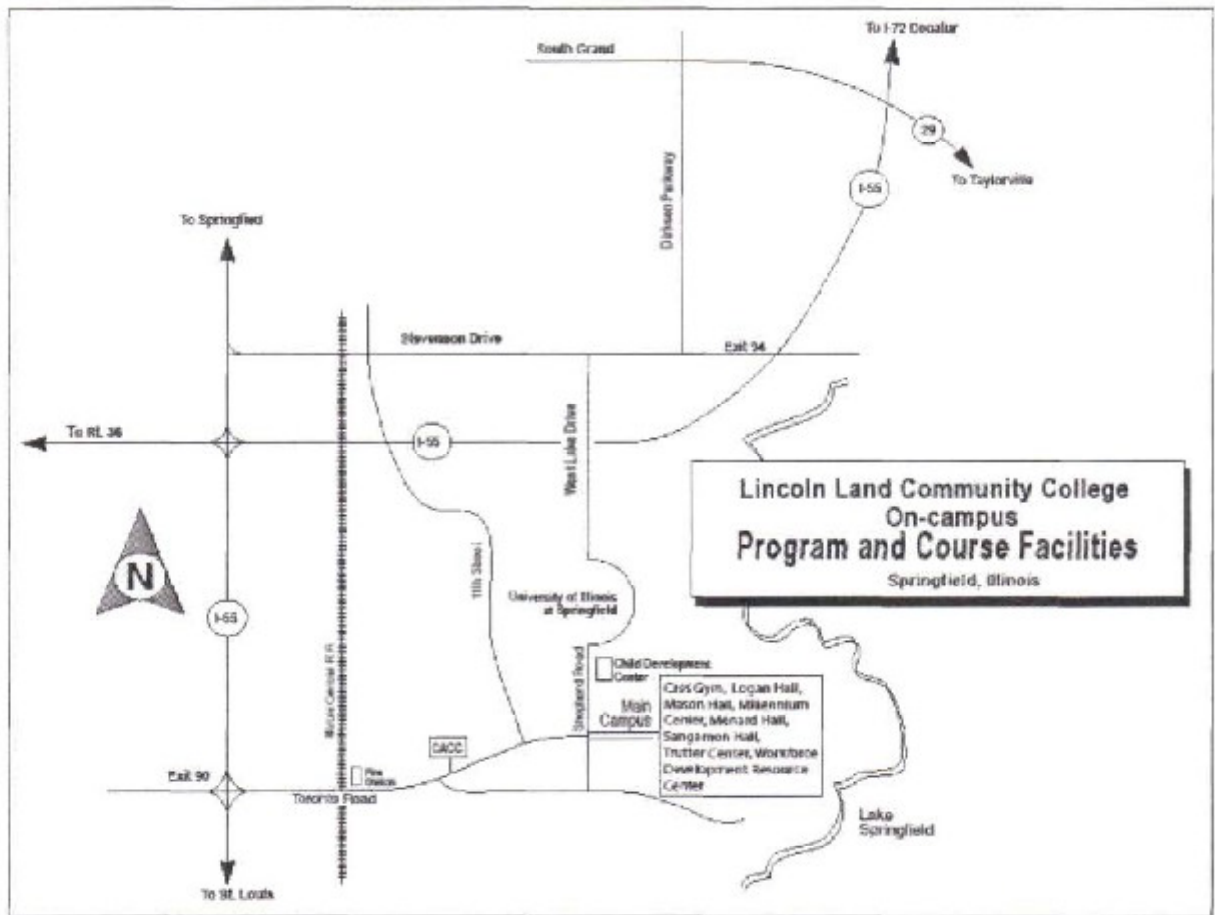 To I-72 Decatur
South Grand
29
To Taylorville
I-55
Dirksen Parkway
To Springfield
Stevenson Drive
Exit 94
To Rt. 36
I-55
West Lake Drive
Lincoln Land Community College
On-campus
Program and Course Facilities
Springfield, Illinois
N
I-55
11th Street
University of Illinois
at Springfield
Child Development
Center
Shepherd Road
Main
Campus
Cass Gym, Logan Hall,
Mason Hall, Millennium
Center, Menard Hall,
Sangamon Hall,
Trutter Center, Workforce
Development Resource
Center
Central R.R.
CACC
Exit 90
Fire
Station
Toronto Road
Lake
Springfield
To St. Louis